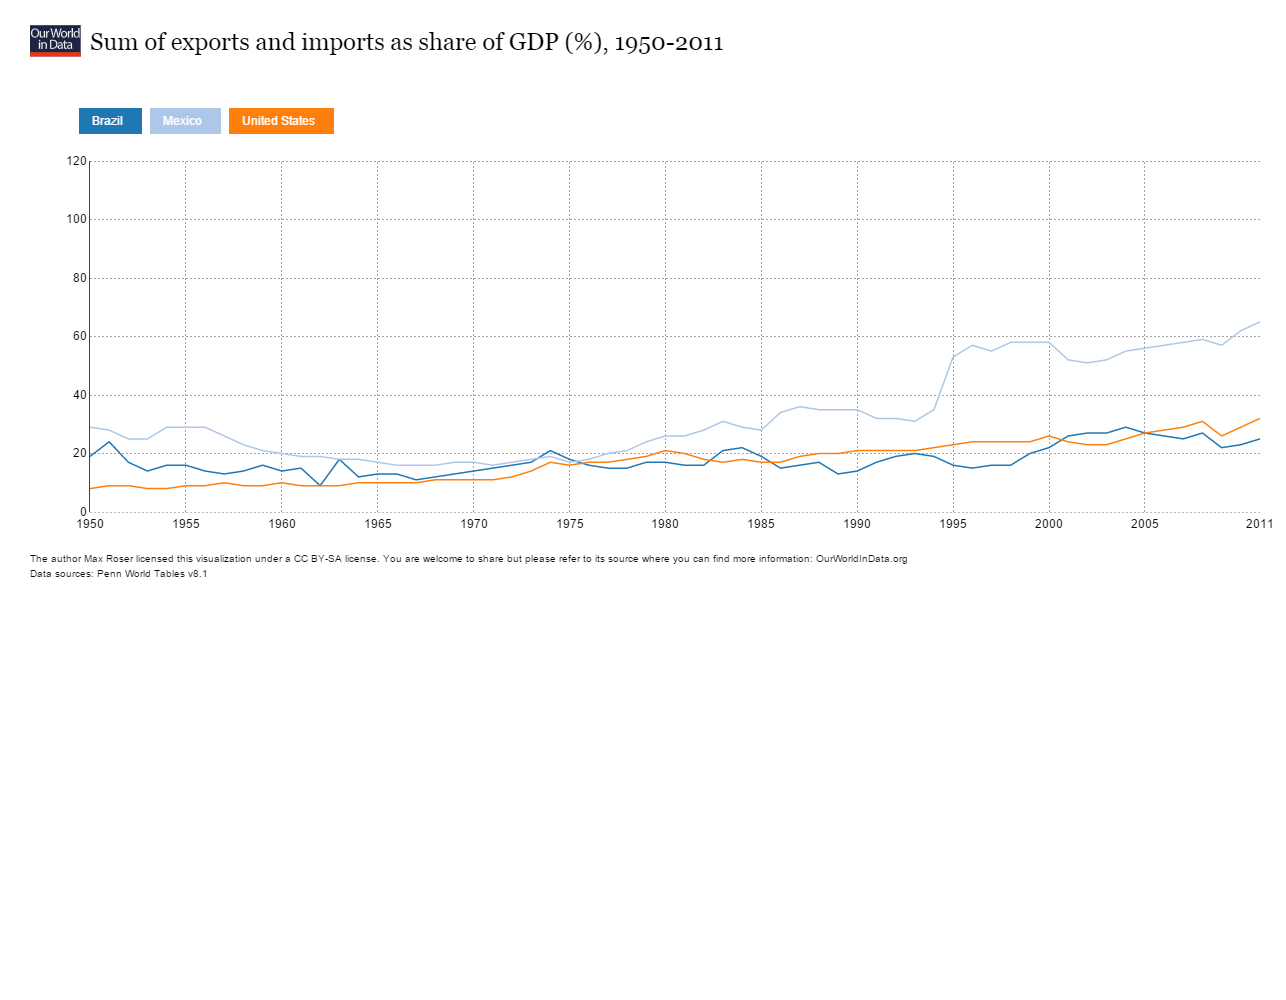 Our World
in Data
Sum of exports and imports as share of GDP (%), 1950-2011
Brazil Mexico United States
120
100
80
60
40
20
0
1950 1955 1960 1965 1970 1975 1980 1985 1990 1995 2000 2005 2011
The author Max Roser licensed this visualization under a CC BY-SA license. You are welcome to share but please refer to its source where you can find more information: OurWorldInData.org
Data sources: Penn World Tables v8.1